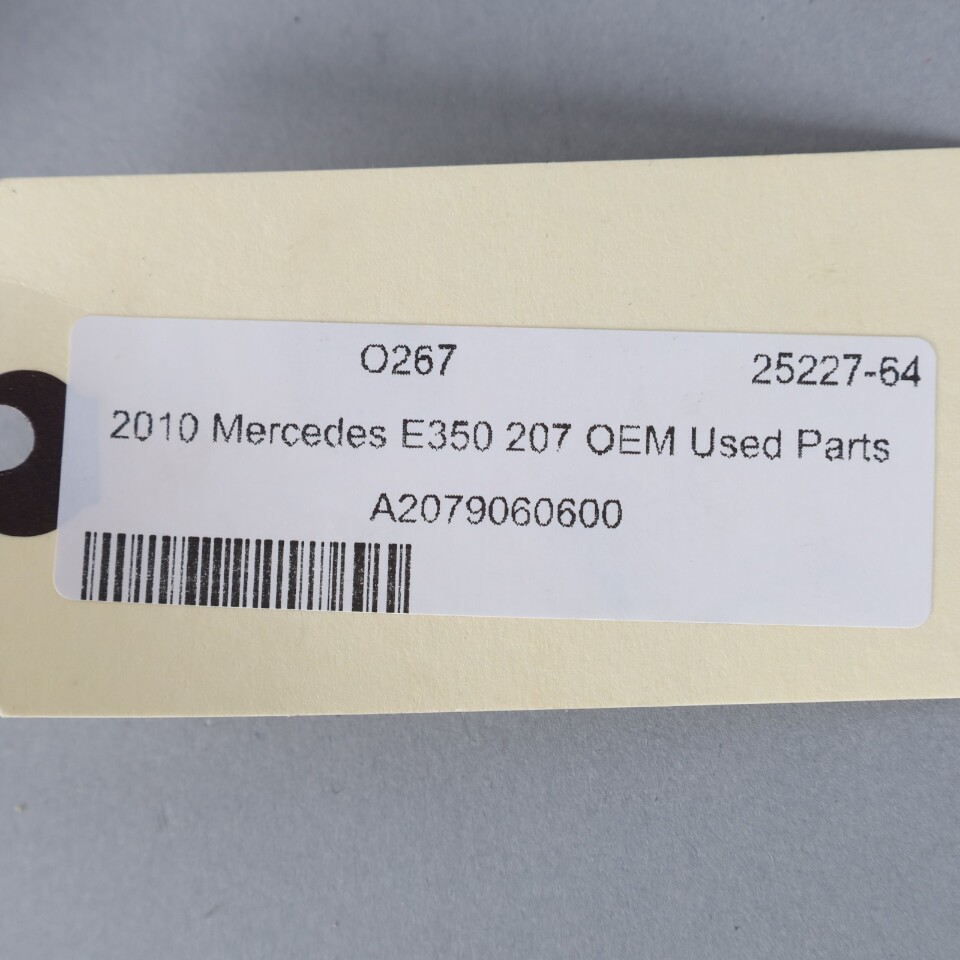 O267 25227-64
2010 Mercedes E350 207 OEM Used Parts
A2079060600